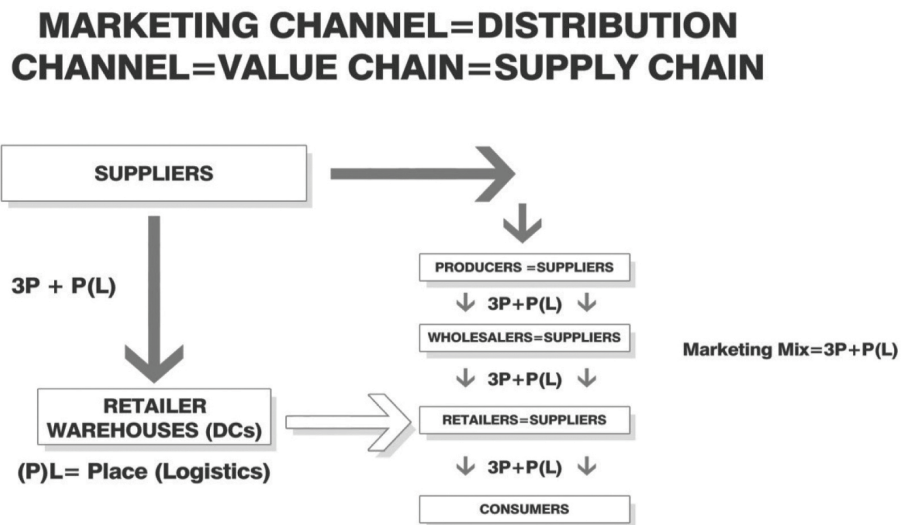 MARKETING CHANNEL=DISTRIBUTION
CHANNEL=VALUE CHAIN=SUPPLY CHAIN
SUPPLIERS
3P + P(L)
RETAILER
WAREHOUSES (DCs)
(P)L= Place (Logistics)
PRODUCERS =SUPPLIERS
3P+P(L)
WHOLESALERS=SUPPLIERS
3P+P(L)
RETAILERS=SUPPLIERS
3P+P(L)
CONSUMERS
Marketing Mix=3P+P(L)